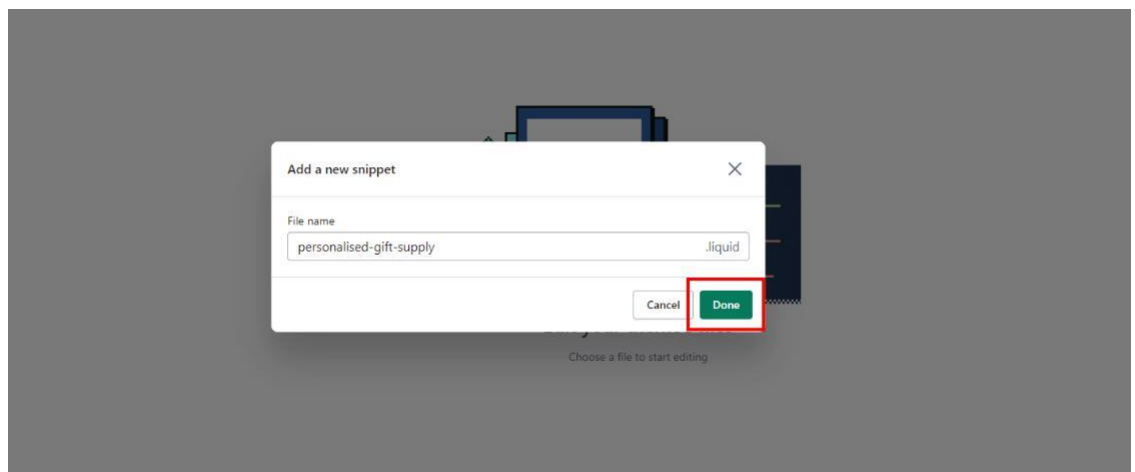 Add a new snippet
File name
personalised-gift-supply .liquid
Cancel Done
Choose a file to start editing